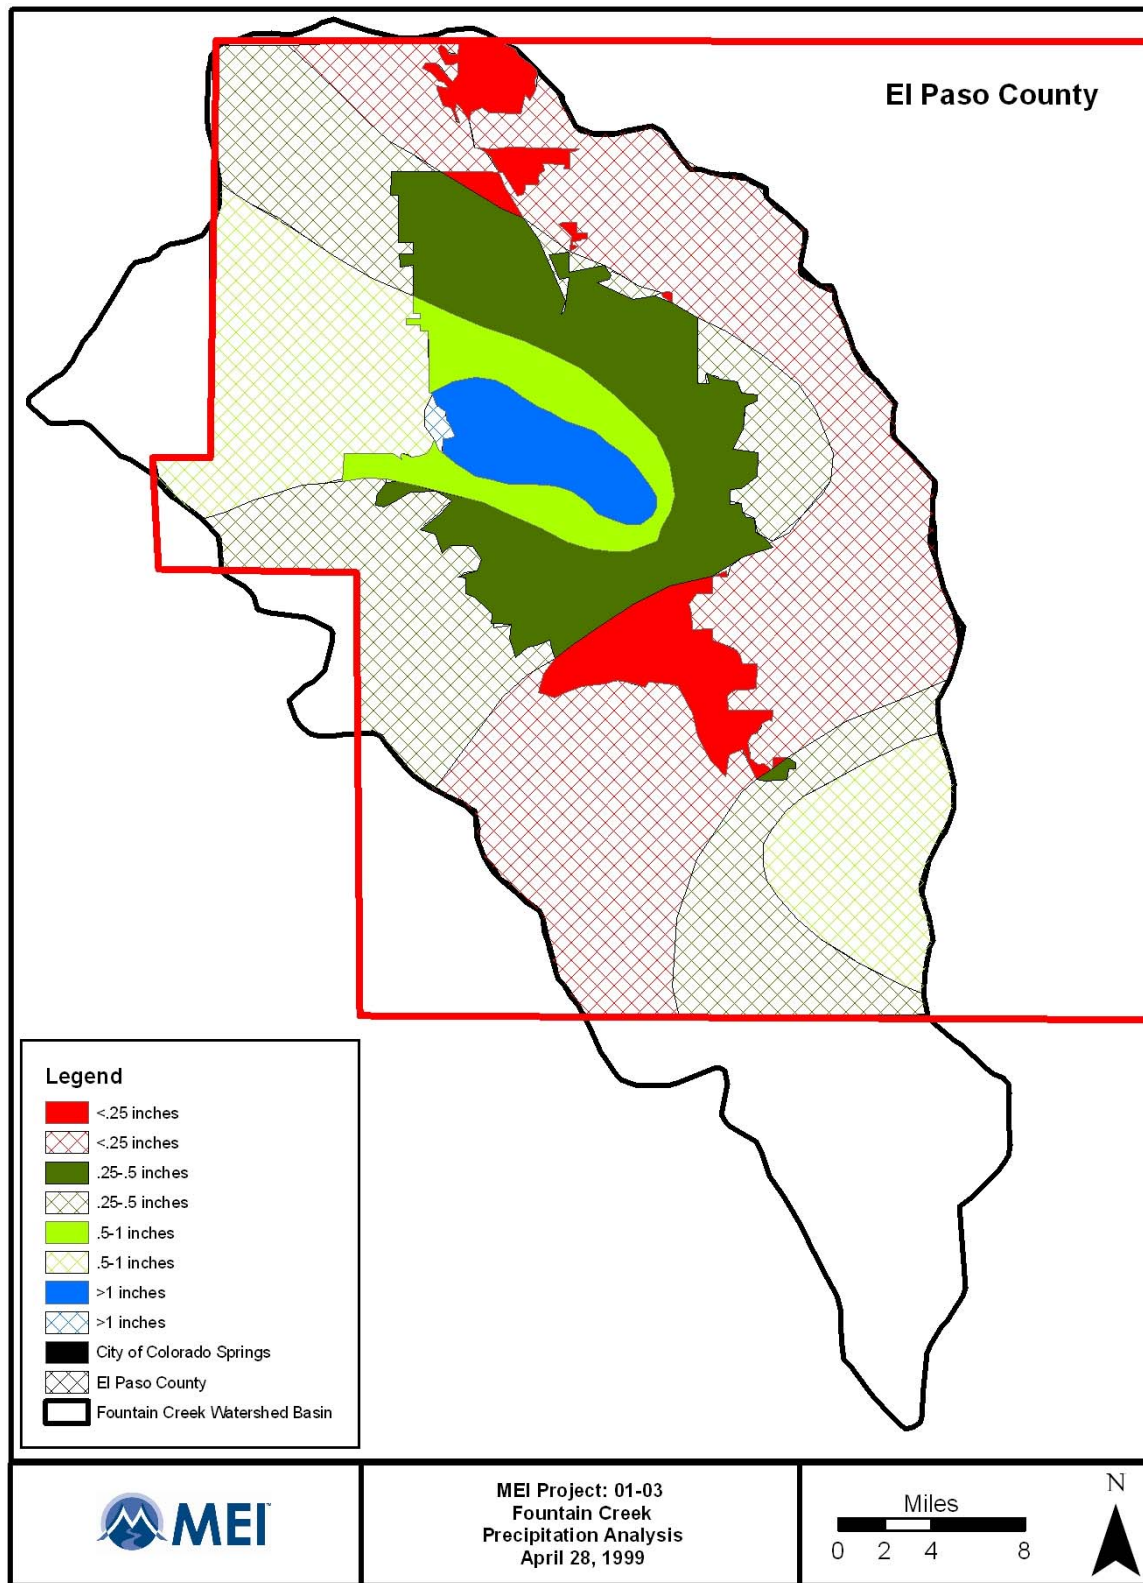 El Paso County
Legend
<.25 inches
<.25 inches
.25-.5 inches
.25-.5 inches
.5-1 inches
.5-1 inches
>1 inches
>1 inches
City of Colorado Springs
El Paso County
Fountain Creek Watershed Basin
MEI™
MEI Project: 01-03
Fountain Creek
Precipitation Analysis
April 28, 1999
Miles
0 2 4 8
N